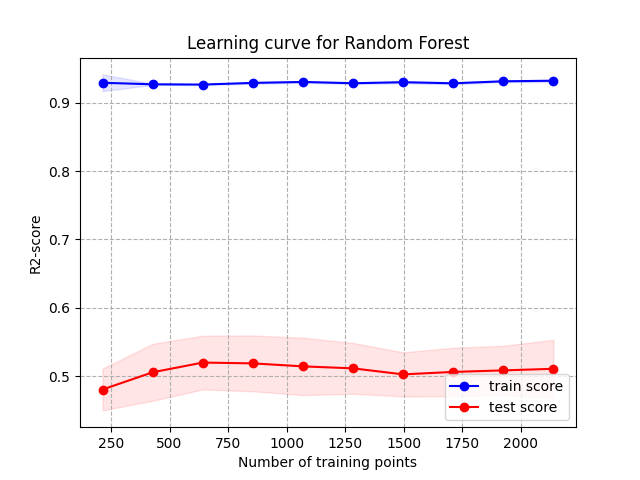 Learning curve for Random Forest
R2-score
0.9
0.8
0.7
0.6
0.5
train score
test score
250 500 750 1000 1250 1500 1750 2000
Number of training points